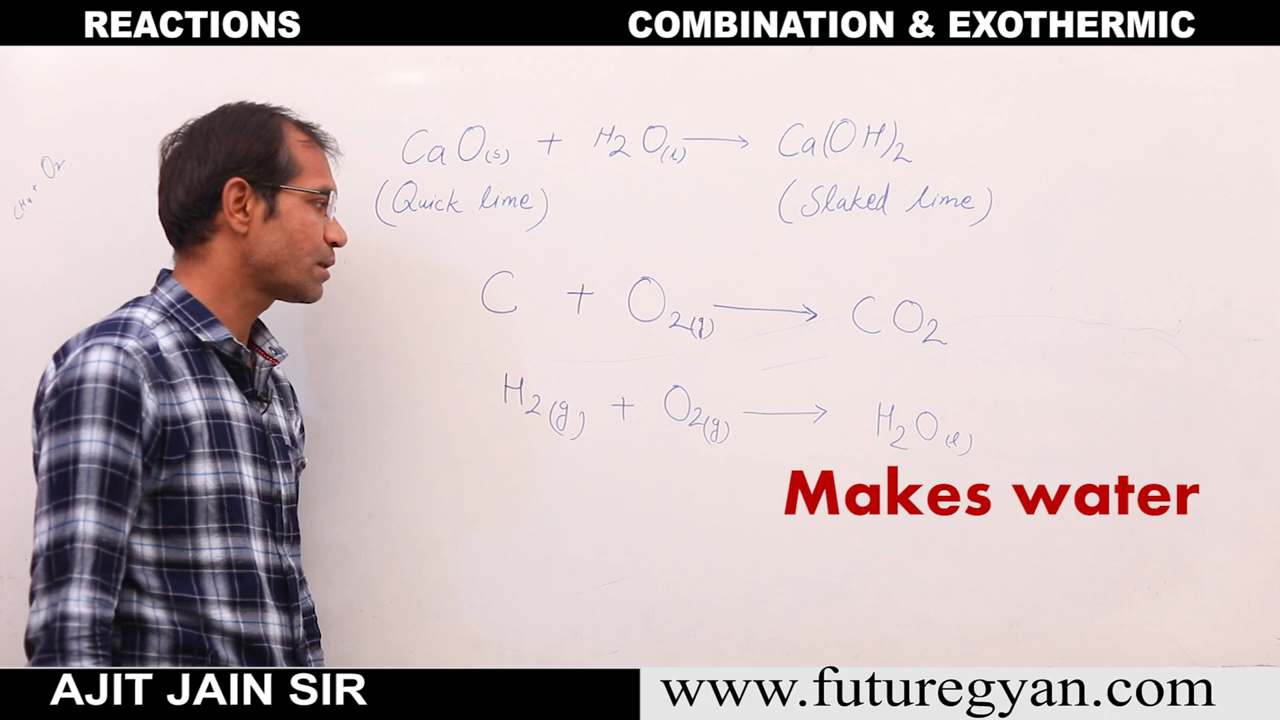 REACTIONS
COMBINATION & EXOTHERMIC
CaO(s) + H2O(l) ⟶ Ca(OH)2
(Quick lime)
(Slaked lime)
C + O2(g) ⟶ CO2
H2(g) + O2(g) ⟶ H2O(l)
Makes water
AJIT JAIN SIR
www.futuregyan.com